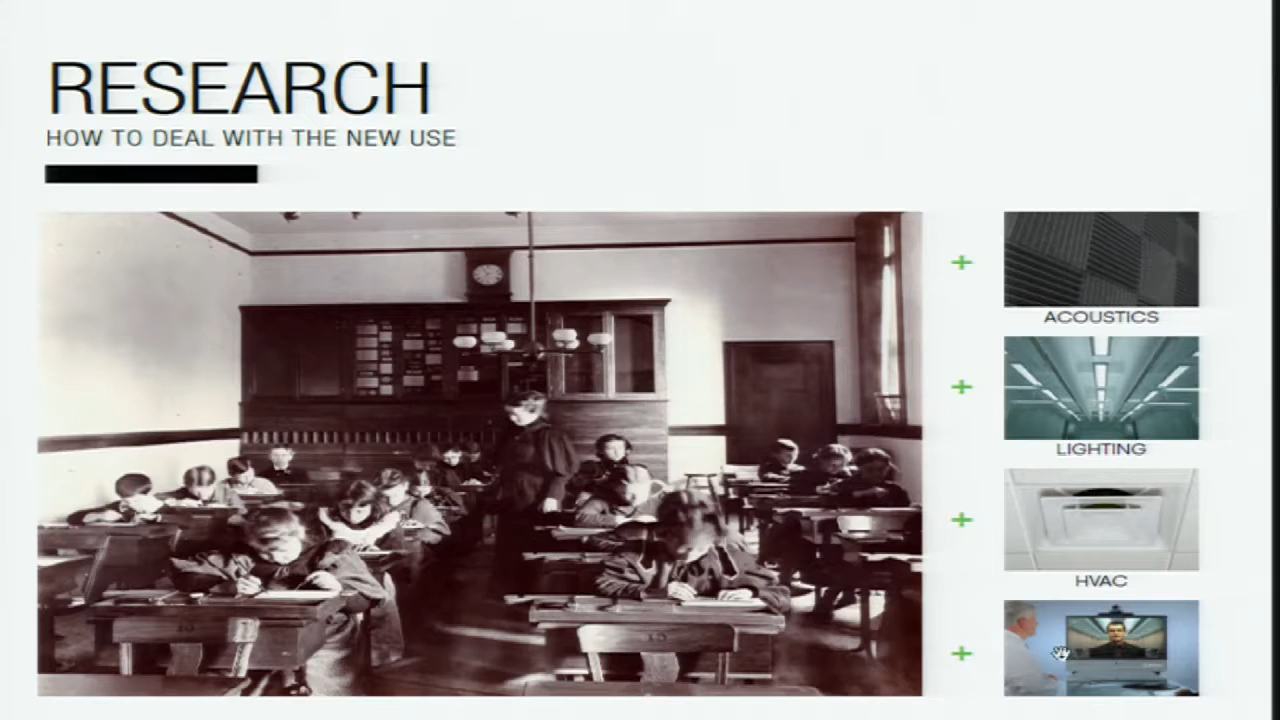 RESEARCH
HOW TO DEAL WITH THE NEW USE
+
ACOUSTICS
+
LIGHTING
+
HVAC
+